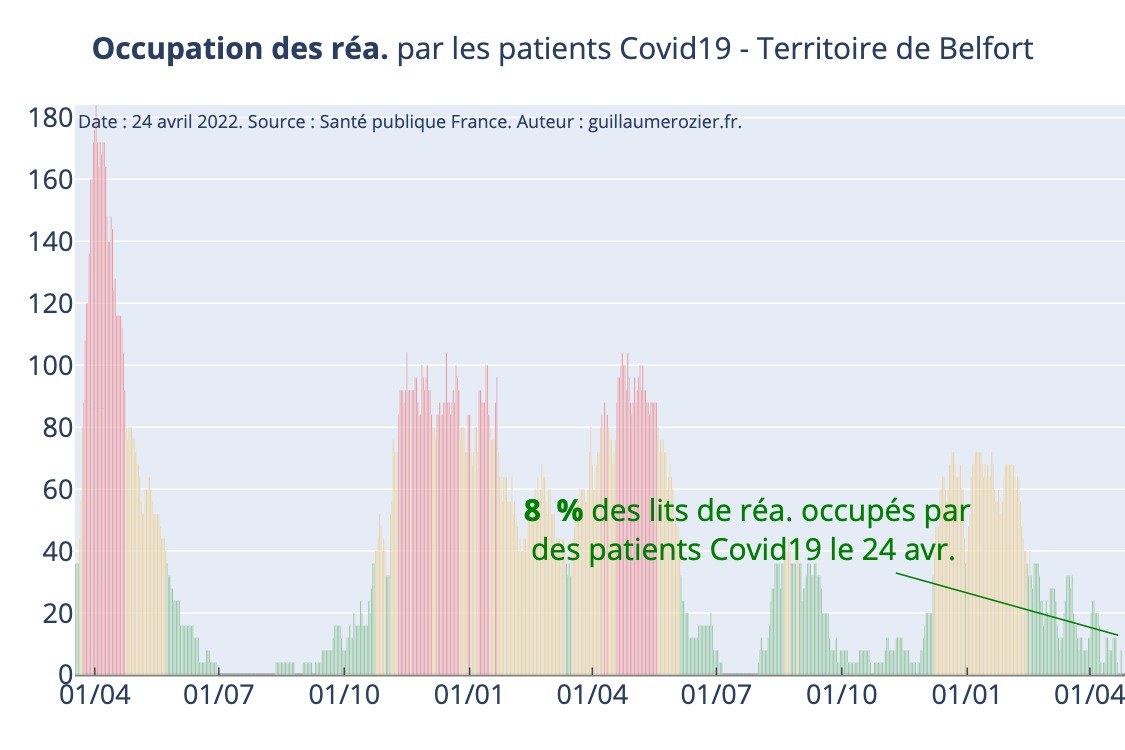 Occupation des réa. par les patients Covid19 - Territoire de Belfort
180
Date : 24 avril 2022. Source : Santé publique France. Auteur : guillaumerozier.fr.
160
140
120
100
80
60
8 % des lits de réa. occupés par
des patients Covid19 le 24 avr.
40
20
0
01/04 01/07 01/10 01/01 01/04 01/07 01/10 01/01 01/04